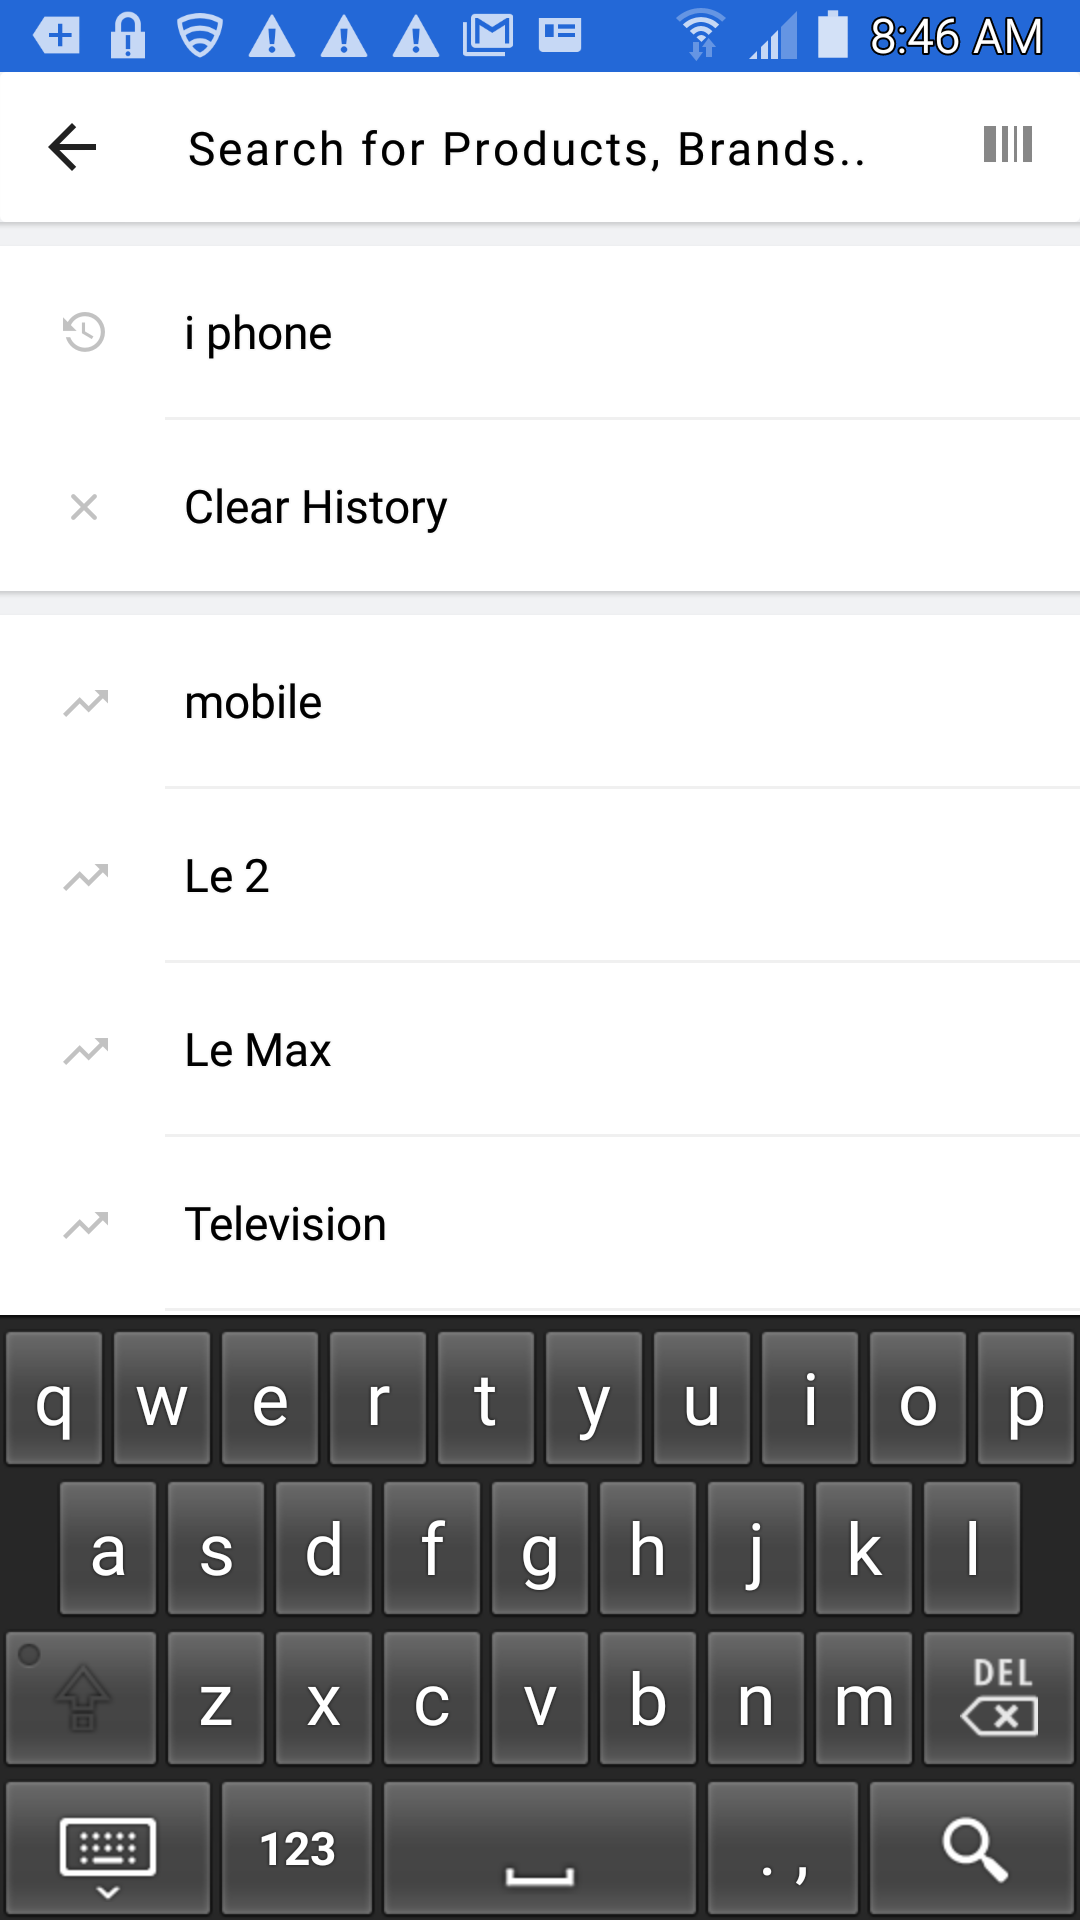 8:46 AM
Search for Products, Brands..
i phone
Clear History
mobile
Le 2
Le Max
Television
q w e r t y u i o p
a s d f g h j k l
z x c v b n m DEL
123 . ,